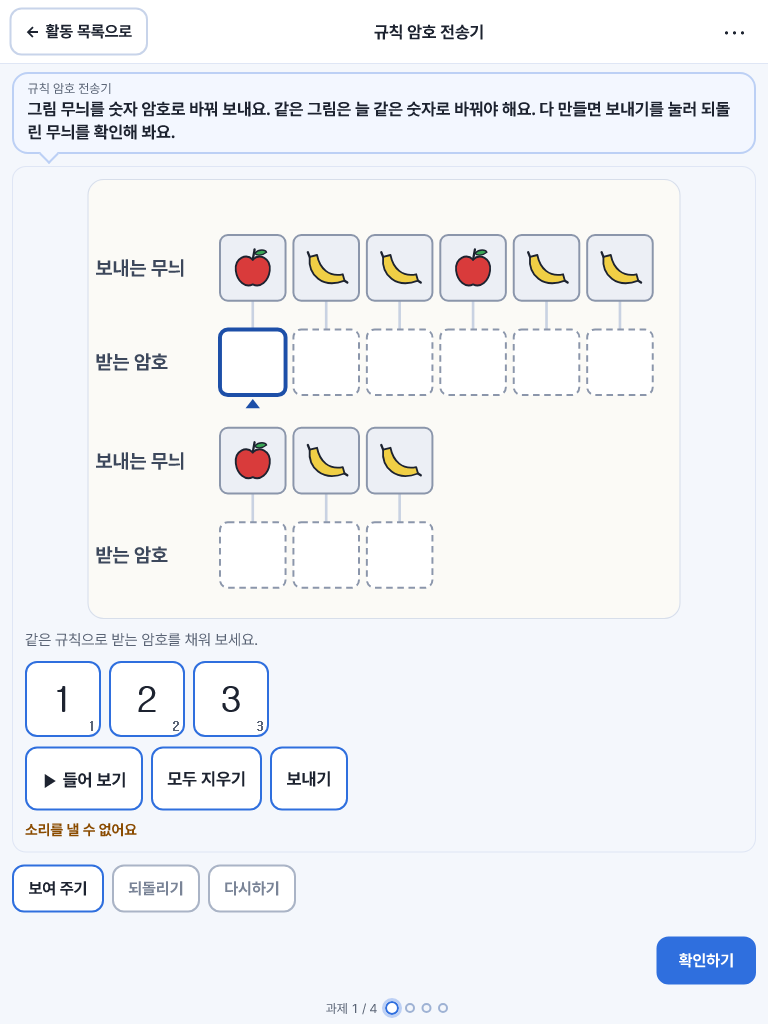 ← 활동 목록으로
규칙 암호 전송기
...
규칙 암호 전송기
그림 무늬를 숫자 암호로 바꿔 보내요. 같은 그림은 늘 같은 숫자로 바꿔야 해요. 다 만들면 보내기를 눌러 되돌
린 무늬를 확인해 봐요.
보내는 무늬
받는 암호
보내는 무늬
받는 암호
같은 규칙으로 받는 암호를 채워 보세요.
1 2 3
1 2 3
▶ 들어 보기 모두 지우기 보내기
소리를 낼 수 없어요
보여 주기 되돌리기 다시하기
확인하기
과제 1 / 4